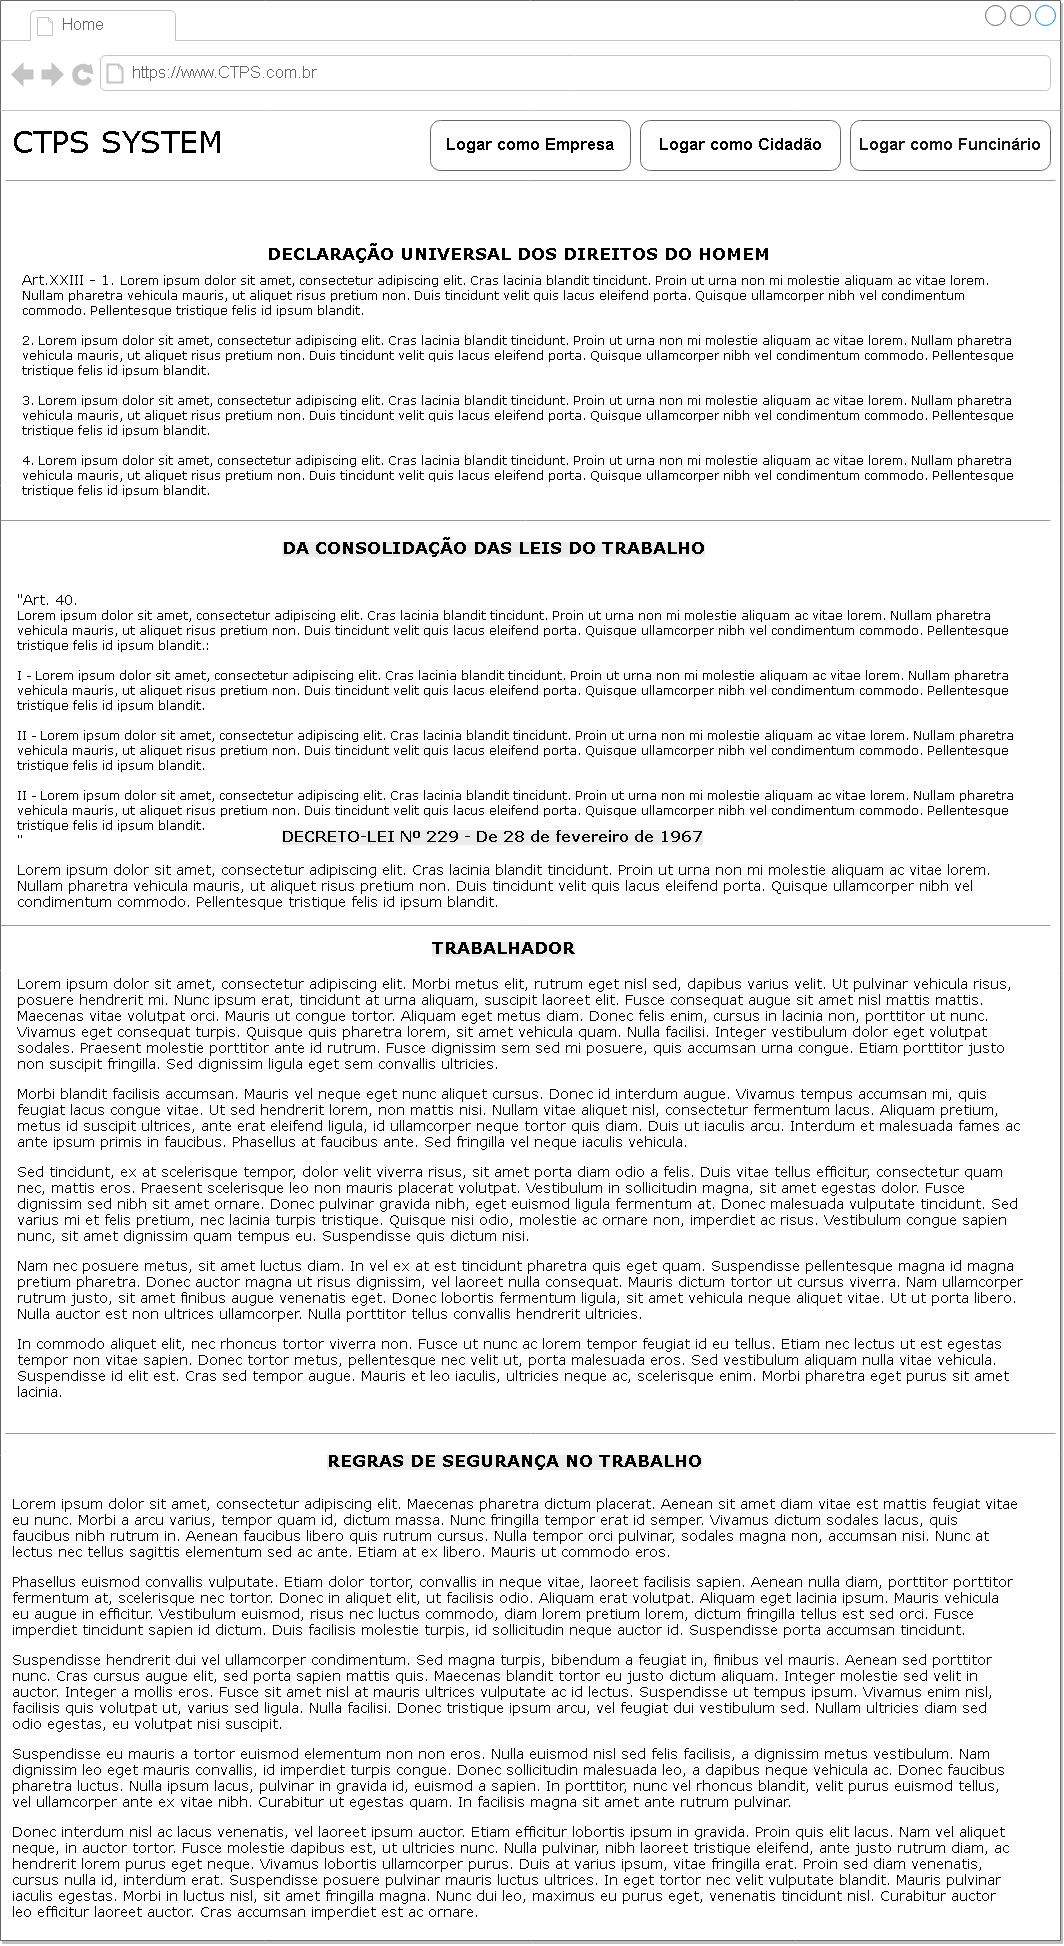 Home
https://www.CTPS.com.br
CTPS SYSTEM
Logar como Empresa
Logar como Cidadão
Logar como Funcinário
DECLARAÇÃO UNIVERSAL DOS DIREITOS DO HOMEM
Art.XXIII – 1. Lorem ipsum dolor sit amet, consectetur adipiscing elit. Cras lacinia blandit tincidunt. Proin ut urna non mi molestie aliquam ac vitae lorem.
Nullam pharetra vehicula mauris, ut aliquet risus pretium non. Duis tincidunt velit quis lacus eleifend porta. Quisque ullamcorper nibh vel condimentum
commodo. Pellentesque tristique felis id ipsum blandit.
2. Lorem ipsum dolor sit amet, consectetur adipiscing elit. Cras lacinia blandit tincidunt. Proin ut urna non mi molestie aliquam ac vitae lorem. Nullam pharetra
vehicula mauris, ut aliquet risus pretium non. Duis tincidunt velit quis lacus eleifend porta. Quisque ullamcorper nibh vel condimentum commodo. Pellentesque
tristique felis id ipsum blandit.
3. Lorem ipsum dolor sit amet, consectetur adipiscing elit. Cras lacinia blandit tincidunt. Proin ut urna non mi molestie aliquam ac vitae lorem. Nullam pharetra
vehicula mauris, ut aliquet risus pretium non. Duis tincidunt velit quis lacus eleifend porta. Quisque ullamcorper nibh vel condimentum commodo. Pellentesque
tristique felis id ipsum blandit.
4. Lorem ipsum dolor sit amet, consectetur adipiscing elit. Cras lacinia blandit tincidunt. Proin ut urna non mi molestie aliquam ac vitae lorem. Nullam pharetra
vehicula mauris, ut aliquet risus pretium non. Duis tincidunt velit quis lacus eleifend porta. Quisque ullamcorper nibh vel condimentum commodo. Pellentesque
tristique felis id ipsum blandit.
DA CONSOLIDAÇÃO DAS LEIS DO TRABALHO
"Art. 40.
Lorem ipsum dolor sit amet, consectetur adipiscing elit. Cras lacinia blandit tincidunt. Proin ut urna non mi molestie aliquam ac vitae lorem. Nullam pharetra
vehicula mauris, ut aliquet risus pretium non. Duis tincidunt velit quis lacus eleifend porta. Quisque ullamcorper nibh vel condimentum commodo. Pellentesque
tristique felis id ipsum blandit.:
I - Lorem ipsum dolor sit amet, consectetur adipiscing elit. Cras lacinia blandit tincidunt. Proin ut urna non mi molestie aliquam ac vitae lorem. Nullam pharetra
vehicula mauris, ut aliquet risus pretium non. Duis tincidunt velit quis lacus eleifend porta. Quisque ullamcorper nibh vel condimentum commodo. Pellentesque
tristique felis id ipsum blandit.
II - Lorem ipsum dolor sit amet, consectetur adipiscing elit. Cras lacinia blandit tincidunt. Proin ut urna non mi molestie aliquam ac vitae lorem. Nullam pharetra
vehicula mauris, ut aliquet risus pretium non. Duis tincidunt velit quis lacus eleifend porta. Quisque ullamcorper nibh vel condimentum commodo. Pellentesque
tristique felis id ipsum blandit.
II - Lorem ipsum dolor sit amet, consectetur adipiscing elit. Cras lacinia blandit tincidunt. Proin ut urna non mi molestie aliquam ac vitae lorem. Nullam pharetra
vehicula mauris, ut aliquet risus pretium non. Duis tincidunt velit quis lacus eleifend porta. Quisque ullamcorper nibh vel condimentum commodo. Pellentesque
tristique felis id ipsum blandit.
"
DECRETO-LEI Nº 229 - De 28 de fevereiro de 1967
Lorem ipsum dolor sit amet, consectetur adipiscing elit. Cras lacinia blandit tincidunt. Proin ut urna non mi molestie aliquam ac vitae lorem.
Nullam pharetra vehicula mauris, ut aliquet risus pretium non. Duis tincidunt velit quis lacus eleifend porta. Quisque ullamcorper nibh vel
condimentum commodo. Pellentesque tristique felis id ipsum blandit.
TRABALHADOR
Lorem ipsum dolor sit amet, consectetur adipiscing elit. Morbi metus elit, rutrum eget nisl sed, dapibus varius velit. Ut pulvinar vehicula risus,
posuere hendrerit mi. Nunc ipsum erat, tincidunt at urna aliquam, suscipit laoreet elit. Fusce consequat augue sit amet nisl mattis mattis.
Maecenas vitae volutpat orci. Mauris ut congue tortor. Aliquam eget metus diam. Donec felis enim, cursus in lacinia non, porttitor ut nunc.
Vivamus eget consequat turpis. Quisque quis pharetra lorem, sit amet vehicula quam. Nulla facilisi. Integer vestibulum dolor eget volutpat
sodales. Praesent molestie porttitor ante id rutrum. Fusce dignissim sem sed mi posuere, quis accumsan urna congue. Etiam porttitor justo
non suscipit fringilla. Sed dignissim ligula eget sem convallis ultricies.
Morbi blandit facilisis accumsan. Mauris vel neque eget nunc aliquet cursus. Donec id interdum augue. Vivamus tempus accumsan mi, quis
feugiat lacus congue vitae. Ut sed hendrerit lorem, non mattis nisi. Nullam vitae aliquet nisl, consectetur fermentum lacus. Aliquam pretium,
metus id suscipit ultrices, ante erat eleifend ligula, id ullamcorper neque tortor quis diam. Duis ut iaculis arcu. Interdum et malesuada fames ac
ante ipsum primis in faucibus. Phasellus at faucibus ante. Sed fringilla vel neque iaculis vehicula.
Sed tincidunt, ex at scelerisque tempor, dolor velit viverra risus, sit amet porta diam odio a felis. Duis vitae tellus efficitur, consectetur quam
nec, mattis eros. Praesent scelerisque leo non mauris placerat volutpat. Vestibulum in sollicitudin magna, sit amet egestas dolor. Fusce
dignissim sed nibh sit amet ornare. Donec pulvinar gravida nibh, eget euismod ligula fermentum at. Donec malesuada vulputate tincidunt. Sed
varius mi et felis pretium, nec lacinia turpis tristique. Quisque nisi odio, molestie ac ornare non, imperdiet ac risus. Vestibulum congue sapien
nunc, sit amet dignissim quam tempus eu. Suspendisse quis dictum nisi.
Nam nec posuere metus, sit amet luctus diam. In vel ex at est tincidunt pharetra quis eget quam. Suspendisse pellentesque magna id magna
pretium pharetra. Donec auctor magna ut risus dignissim, vel laoreet nulla consequat. Mauris dictum tortor ut cursus viverra. Nam ullamcorper
rutrum justo, sit amet finibus augue venenatis eget. Donec lobortis fermentum ligula, sit amet vehicula neque aliquet vitae. Ut ut porta libero.
Nulla auctor est non ultrices ullamcorper. Nulla porttitor tellus convallis hendrerit ultricies.
In commodo aliquet elit, nec rhoncus tortor viverra non. Fusce ut nunc ac lorem tempor feugiat id eu tellus. Etiam nec lectus ut est egestas
tempor non vitae sapien. Donec tortor metus, pellentesque nec velit ut, porta malesuada eros. Sed vestibulum aliquam nulla vitae vehicula.
Suspendisse id elit est. Cras sed tempor augue. Mauris et leo iaculis, ultricies neque ac, scelerisque enim. Morbi pharetra eget purus sit amet
lacinia.
REGRAS DE SEGURANÇA NO TRABALHO
Lorem ipsum dolor sit amet, consectetur adipiscing elit. Maecenas pharetra dictum placerat. Aenean sit amet diam vitae est mattis feugiat vitae
eu nunc. Morbi a arcu varius, tempor quam id, dictum massa. Nunc fringilla tempor erat id semper. Vivamus dictum sodales lacus, quis
faucibus nibh rutrum in. Aenean faucibus libero quis rutrum cursus. Nulla tempor orci pulvinar, sodales magna non, accumsan nisi. Nunc at
lectus nec tellus sagittis elementum sed ac ante. Etiam at ex libero. Mauris ut commodo eros.
Phasellus euismod convallis vulputate. Etiam dolor tortor, convallis in neque vitae, laoreet facilisis sapien. Aenean nulla diam, porttitor porttitor
fermentum at, scelerisque nec tortor. Donec in aliquet elit, ut facilisis odio. Aliquam erat volutpat. Aliquam eget lacinia ipsum. Mauris vehicula
eu augue in efficitur. Vestibulum euismod, risus nec luctus commodo, diam lorem pretium lorem, dictum fringilla tellus est sed orci. Fusce
imperdiet tincidunt sapien id dictum. Duis facilisis molestie turpis, id sollicitudin neque auctor id. Suspendisse porta accumsan tincidunt.
Suspendisse hendrerit dui vel ullamcorper condimentum. Sed magna turpis, bibendum a feugiat in, finibus vel mauris. Aenean sed porttitor
nunc. Cras cursus augue elit, sed porta sapien mattis quis. Maecenas blandit tortor eu justo dictum aliquam. Integer molestie sed velit in
auctor. Integer a mollis eros. Fusce sit amet nisl at mauris ultrices vulputate ac id lectus. Suspendisse ut tempus ipsum. Vivamus enim nisl,
facilisis quis volutpat ut, varius sed ligula. Nulla facilisi. Donec tristique ipsum arcu, vel feugiat dui vestibulum sed. Nullam ultricies diam sed
odio egestas, eu volutpat nisi suscipit.
Suspendisse eu mauris a tortor euismod elementum non non eros. Nulla euismod nisl sed felis facilisis, a dignissim metus vestibulum. Nam
dignissim leo eget mauris convallis, id imperdiet turpis congue. Donec sollicitudin malesuada leo, a dapibus neque vehicula ac. Donec faucibus
pharetra luctus. Nulla ipsum lacus, pulvinar in gravida id, euismod a sapien. In porttitor, nunc vel rhoncus blandit, velit purus euismod tellus,
vel ullamcorper ante ex vitae nibh. Curabitur ut egestas quam. In facilisis magna sit amet ante rutrum pulvinar.
Donec interdum nisl ac lacus venenatis, vel laoreet ipsum auctor. Etiam efficitur lobortis ipsum in gravida. Proin quis elit lacus. Nam vel aliquet
neque, in auctor tortor. Fusce molestie dapibus est, ut ultricies nunc. Nulla pulvinar, nibh laoreet tristique eleifend, ante justo rutrum diam, ac
hendrerit lorem purus eget neque. Vivamus lobortis ullamcorper purus. Duis at varius ipsum, vitae fringilla erat. Proin sed diam venenatis,
cursus nulla id, interdum erat. Suspendisse posuere pulvinar mauris luctus ultrices. In eget tortor nec velit vulputate blandit. Mauris pulvinar
iaculis egestas. Morbi in luctus nisl, sit amet fringilla magna. Nunc dui leo, maximus eu purus eget, venenatis tincidunt nisl. Curabitur auctor
leo efficitur laoreet auctor. Cras accumsan imperdiet est ac ornare.